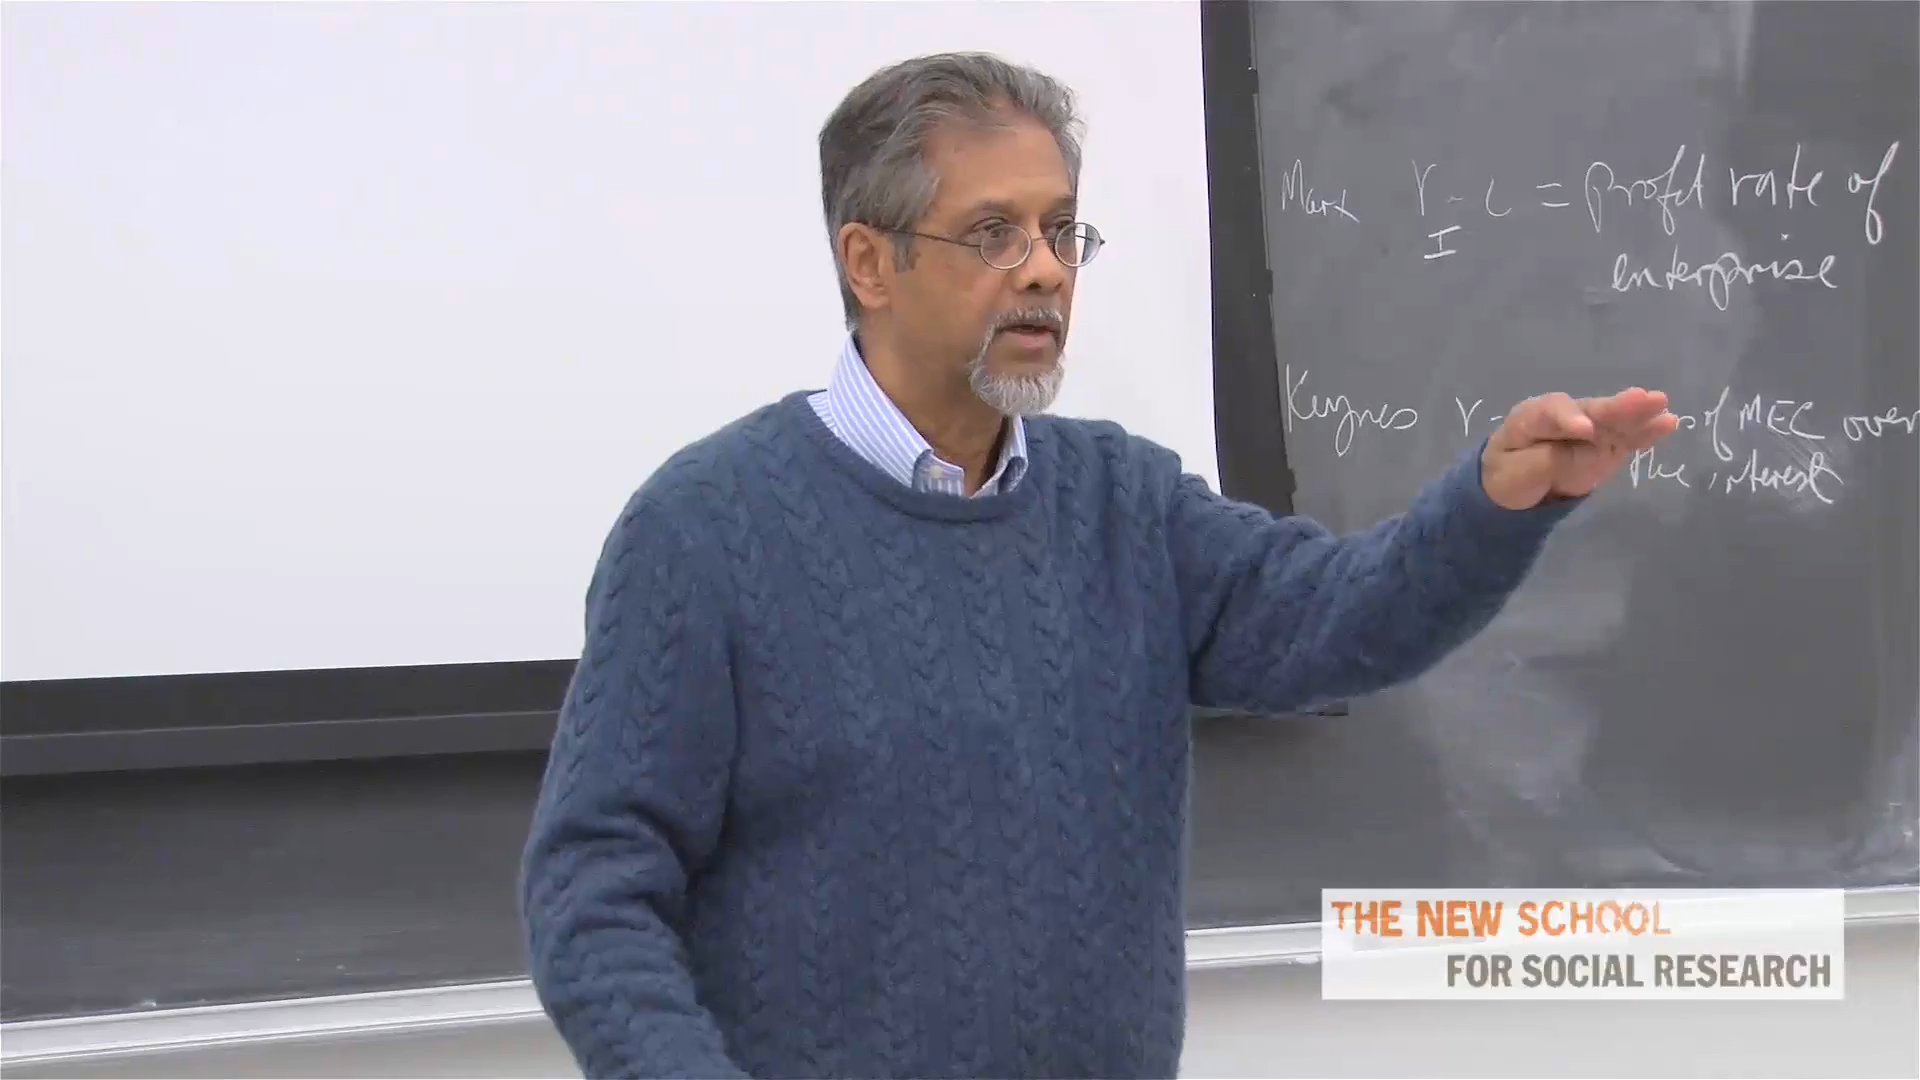 Marx r - i = profit rate of
I
enterprise
Keynes r - of MEC over
the interest
THE NEW SCHOOL
FOR SOCIAL RESEARCH